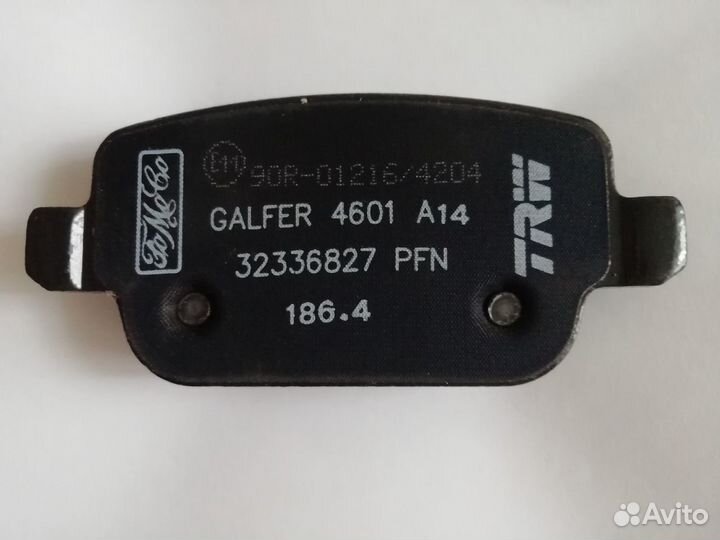 FoMoCo
E11 90R-01216/4204
GALFER 4601 A14
32336827 PFN
186.4
TRW
Avito